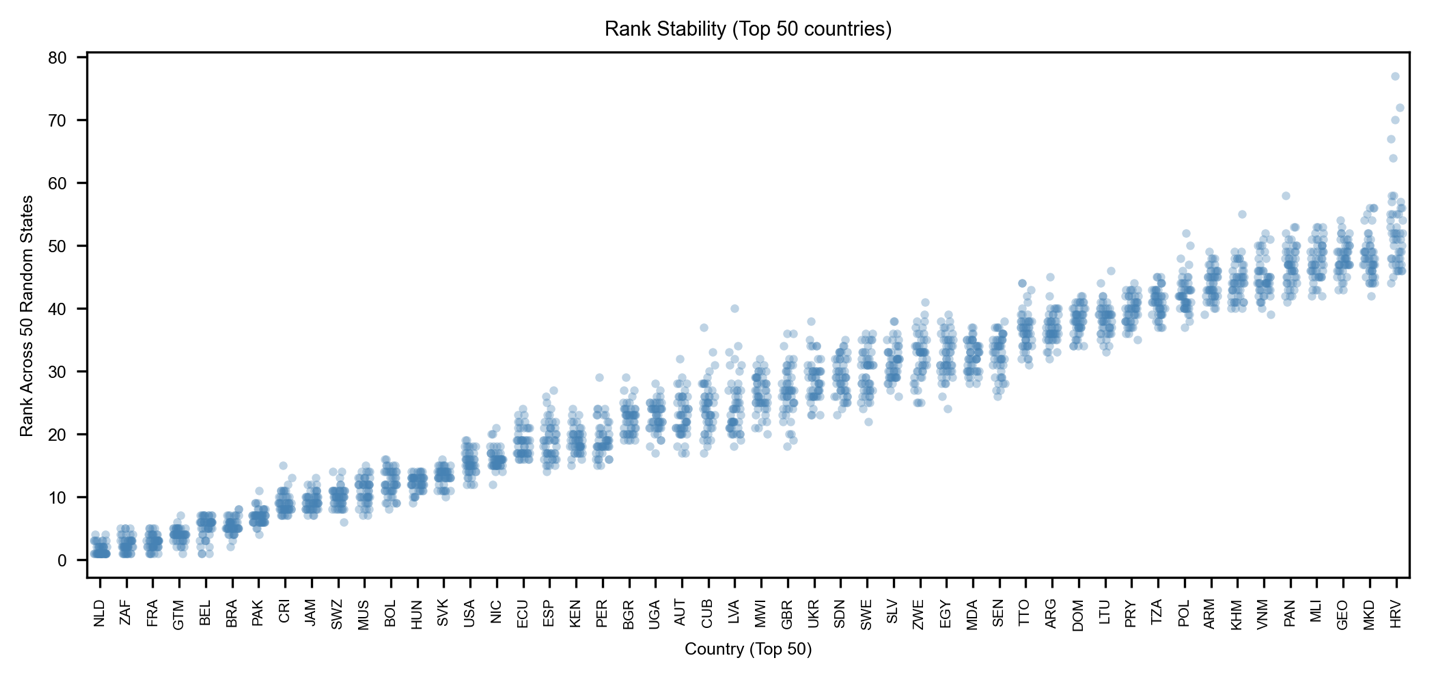 Rank Stability (Top 50 countries)
80
70
60
50
40
30
20
10
0
Rank Across 50 Random States
NLD ZAF FRA GTM BEL BRA PAK CRI JAM SWZ MUS BOL HUN SVK USA NIC ECU ESP KEN PER BGR UGA AUT CUB LVA MWI GBR UKR SDN SWE SLV ZWE EGY MDA SEN TTO ARG DOM LTU PRY TZA POL ARM KHM VNM PAN MLI GEO MKD HRV
Country (Top 50)